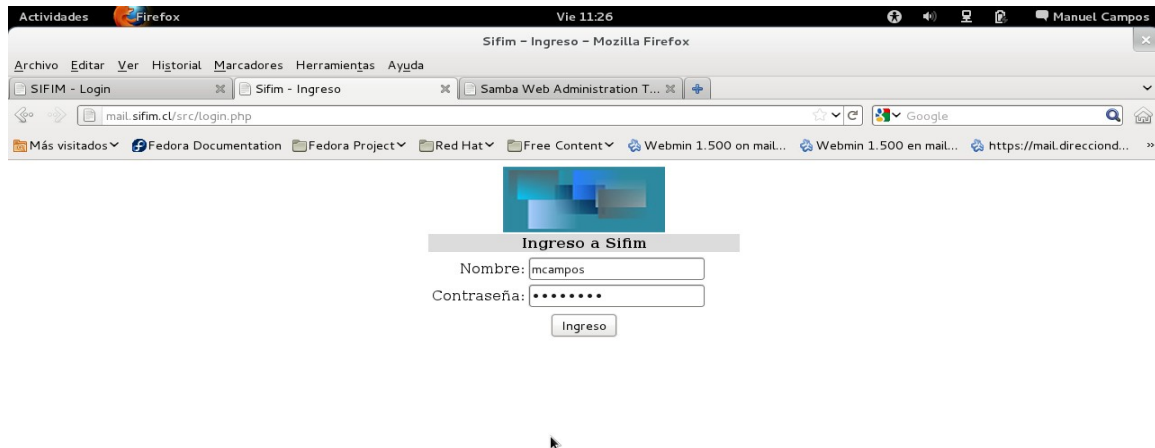 Actividades Firefox Vie 11:26 Manuel Campos
Sifim - Ingreso - Mozilla Firefox
Archivo Editar Ver Historial Marcadores Herramientas Ayuda
SIFIM - Login Sifim - Ingreso Samba Web Administration T...
mail.sifim.cl/src/login.php Google
Más visitados Fedora Documentation Fedora Project Red Hat Free Content Webmin 1.500 on mail... Webmin 1.500 en mail... https://mail.direcciond... »
Ingreso a Sifim
Nombre: mcampos
Contraseña: ••••••••
Ingreso